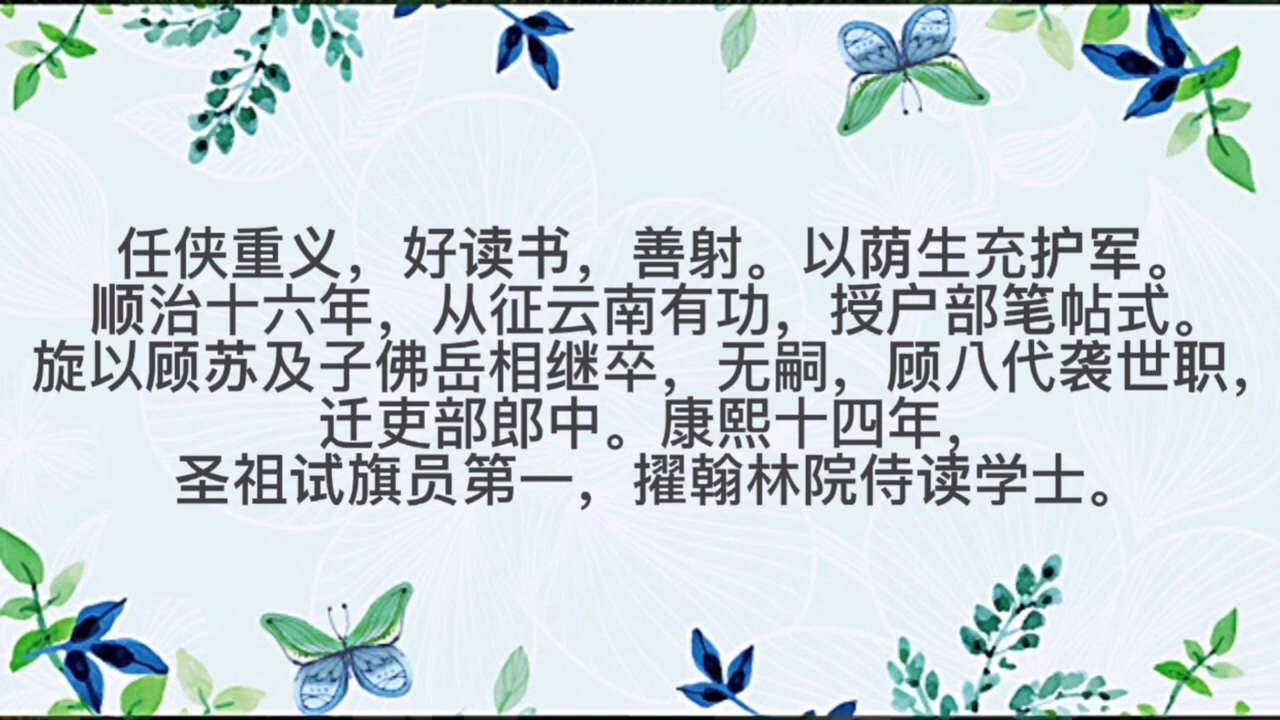 任侠重义，好读书，善射。以荫生充护军。
顺治十六年，从征云南有功，授户部笔帖式。
旋以顾苏及子佛岳相继卒，无嗣，顾八代袭世职，
迁吏部郎中。康熙十四年，
圣祖试旗员第一，擢翰林院侍读学士。